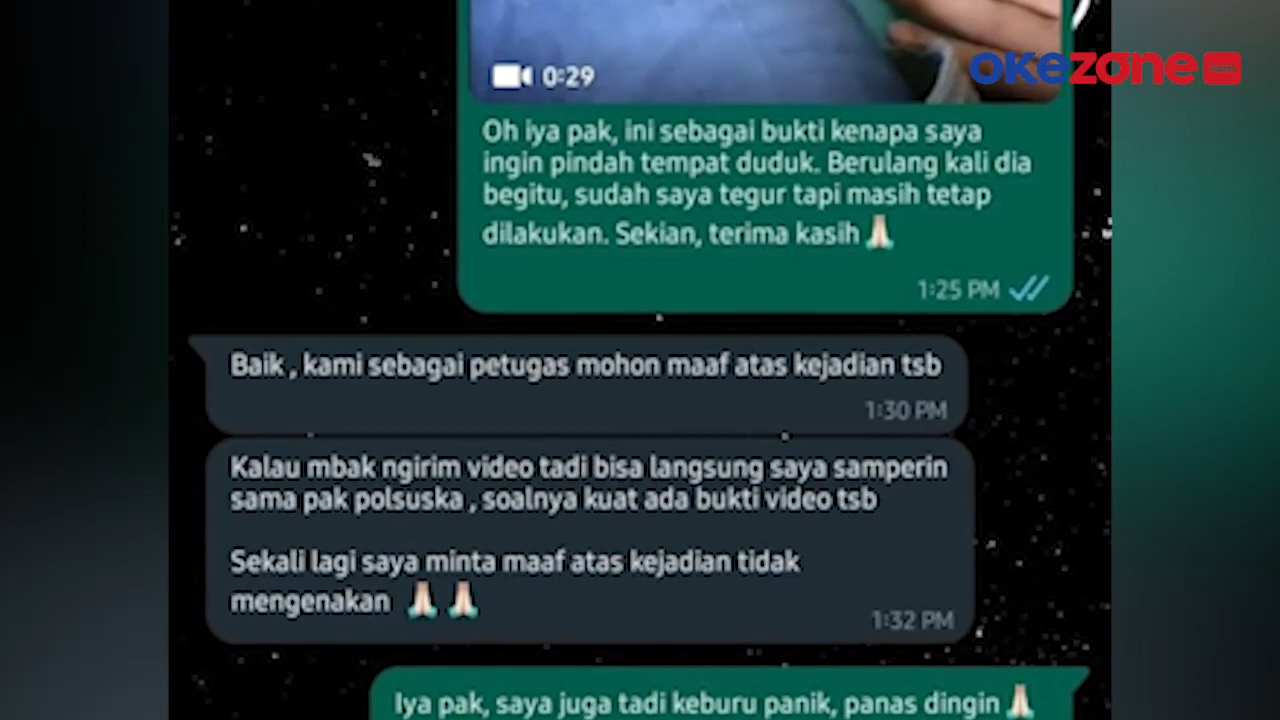 0:29
okezone
.com
Oh iya pak, ini sebagai bukti kenapa saya
ingin pindah tempat duduk. Berulang kali dia
begitu, sudah saya tegur tapi masih tetap
dilakukan. Sekian, terima kasih 🙏🏻
1:25 PM
Baik , kami sebagai petugas mohon maaf atas kejadian tsb
1:30 PM
Kalau mbak ngirim video tadi bisa langsung saya samperin
sama pak polsuska , soalnya kuat ada bukti video tsb
Sekali lagi saya minta maaf atas kejadian tidak
mengenakan 🙏🏻 🙏🏻
1:32 PM
Iya pak, saya juga tadi keburu panik, panas dingin 🙏🏻